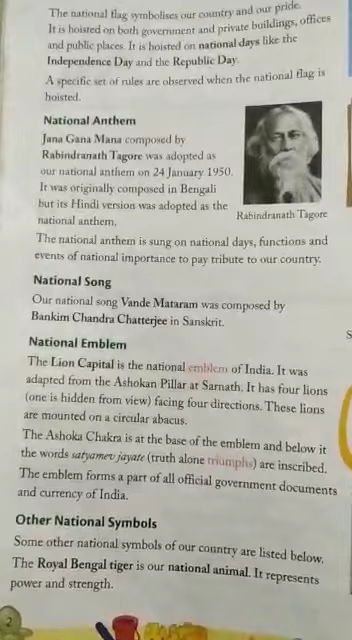 The national flag symbolises our country and our pride.
It is hoisted on both government and private buildings, offices
and public places. It is hoisted on national days like the
Independence Day and the Republic Day.
A specific set of rules are observed when the national flag is
hoisted.
National Anthem
Jana Gana Mana composed by
Rabindranath Tagore was adopted as
our national anthem on 24 January 1950.
It was originally composed in Bengali
but its Hindi version was adopted as the
national anthem.
Rabindranath Tagore
The national anthem is sung on national days, functions and
events of national importance to pay tribute to our country.
National Song
Our national song Vande Mataram was composed by
Bankim Chandra Chatterjee in Sanskrit.
National Emblem
The Lion Capital is the national emblem of India. It was
adapted from the Ashokan Pillar at Sarnath. It has four lions
(one is hidden from view) facing four directions. These lions
are mounted on a circular abacus.
The Ashoka Chakra is at the base of the emblem and below it
the words satyamev jayate (truth alone triumphs) are inscribed.
The emblem forms a part of all official government documents
and currency of India.
Other National Symbols
Some other national symbols of our country are listed below.
The Royal Bengal tiger is our national animal. It represents
power and strength.
2